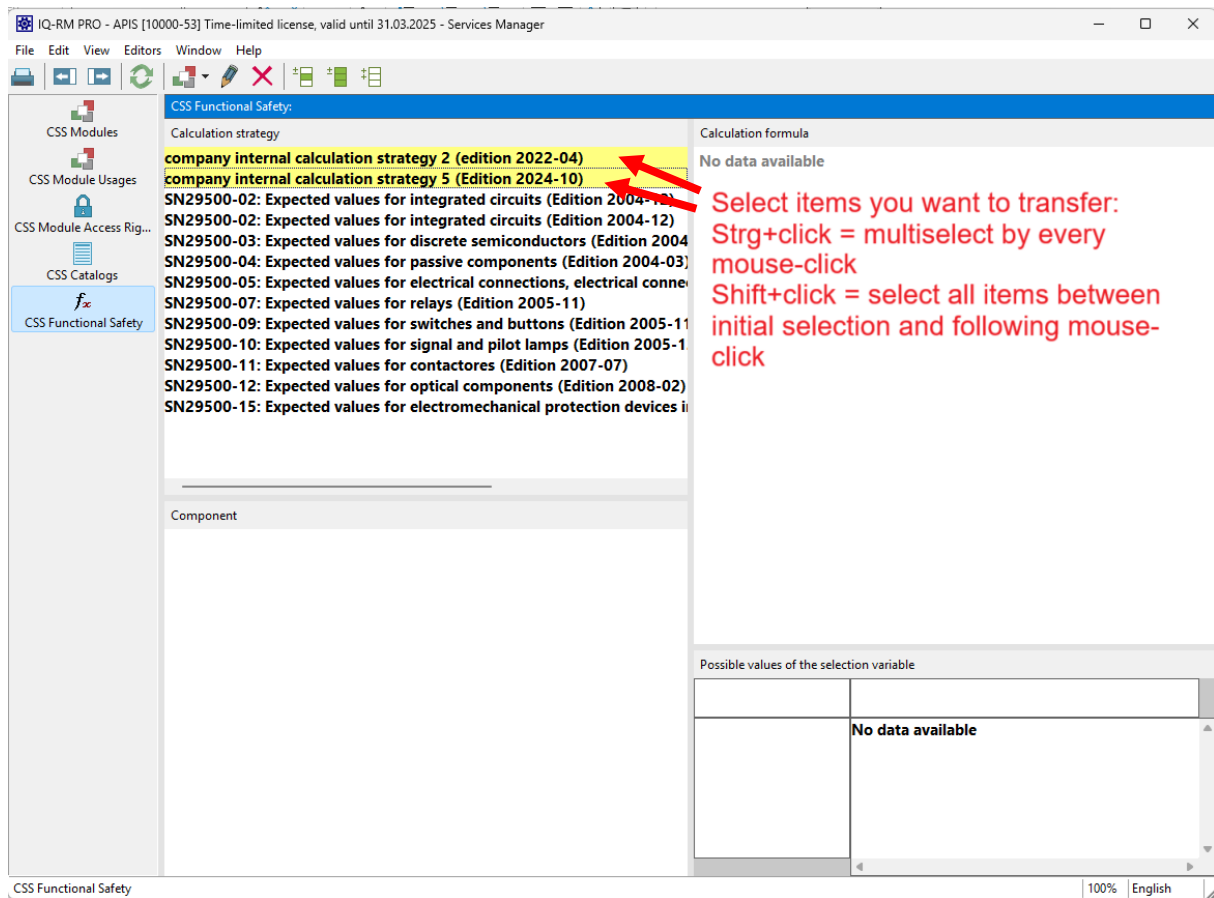 IQ-RM PRO - APIS [10000-53] Time-limited license, valid until 31.03.2025 - Services Manager
File Edit View Editors Window Help
CSS Modules
CSS Module Usages
CSS Module Access Rig...
CSS Catalogs
fx
CSS Functional Safety
CSS Functional Safety:
Calculation strategy
company internal calculation strategy 2 (edition 2022-04)
company internal calculation strategy 5 (Edition 2024-10)
SN29500-02: Expected values for integrated circuits (Edition 2004-12)
SN29500-02: Expected values for integrated circuits (Edition 2004-12)
SN29500-03: Expected values for discrete semiconductors (Edition 2004
SN29500-04: Expected values for passive components (Edition 2004-03)
SN29500-05: Expected values for electrical connections, electrical conne
SN29500-07: Expected values for relays (Edition 2005-11)
SN29500-09: Expected values for switches and buttons (Edition 2005-11
SN29500-10: Expected values for signal and pilot lamps (Edition 2005-1
SN29500-11: Expected values for contactores (Edition 2007-07)
SN29500-12: Expected values for optical components (Edition 2008-02)
SN29500-15: Expected values for electromechanical protection devices i
Component
Calculation formula
No data available
Select items you want to transfer:
Strg+click = multiselect by every
mouse-click
Shift+click = select all items between
initial selection and following mouse-
click
Possible values of the selection variable
No data available
CSS Functional Safety
100% English